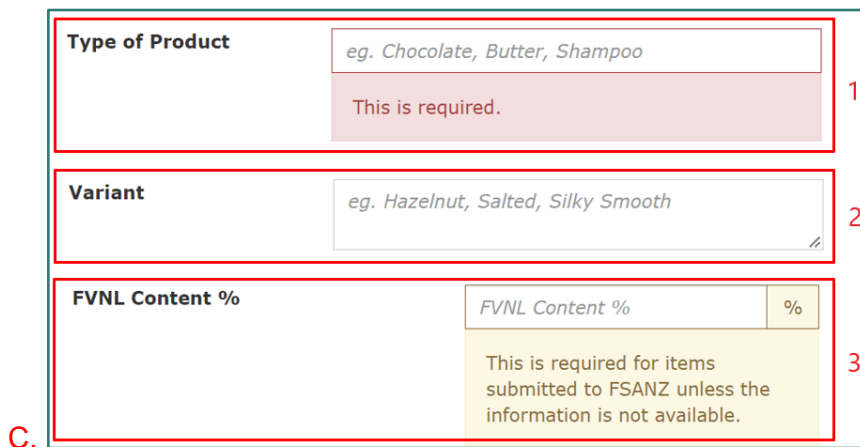 Type of Product
eg. Chocolate, Butter, Shampoo
This is required.
1
Variant
eg. Hazelnut, Salted, Silky Smooth
2
FVNL Content %
FVNL Content % %
This is required for items
submitted to FSANZ unless the
information is not available.
3
C.